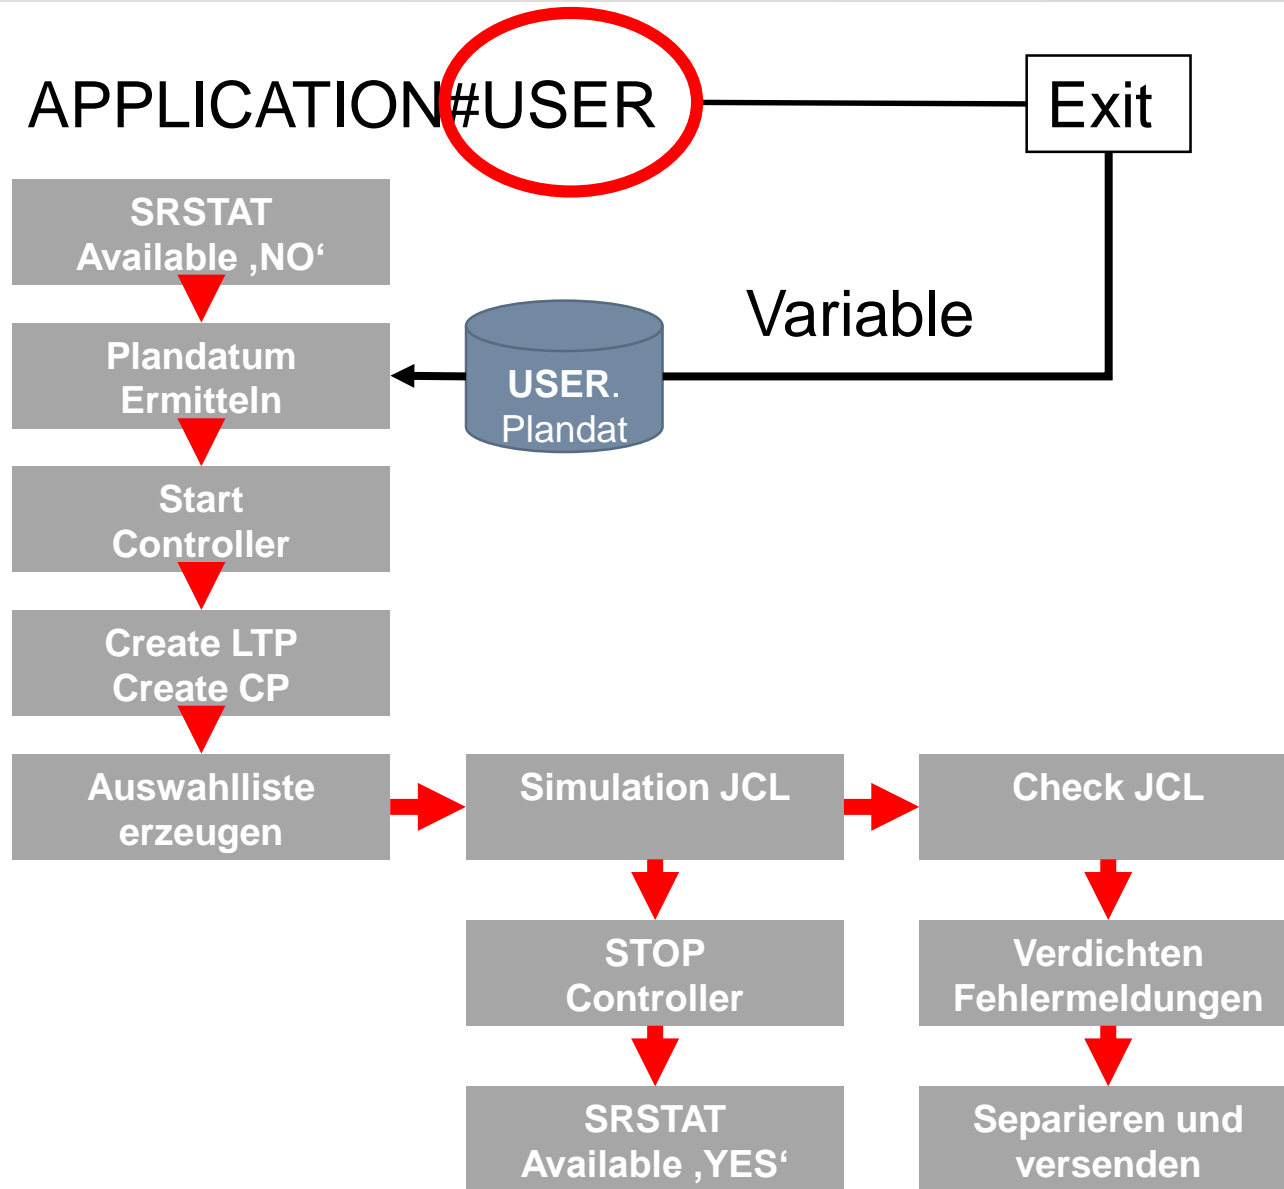 APPLICATION#USER
Exit
SRSTAT
Available ‚NO‘
Variable
Plandatum
Ermitteln
USER.
Plandat
Start
Controller
Create LTP
Create CP
Auswahlliste
erzeugen
Simulation JCL
Check JCL
STOP
Controller
Verdichten
Fehlermeldungen
SRSTAT
Available ‚YES‘
Separieren und
versenden